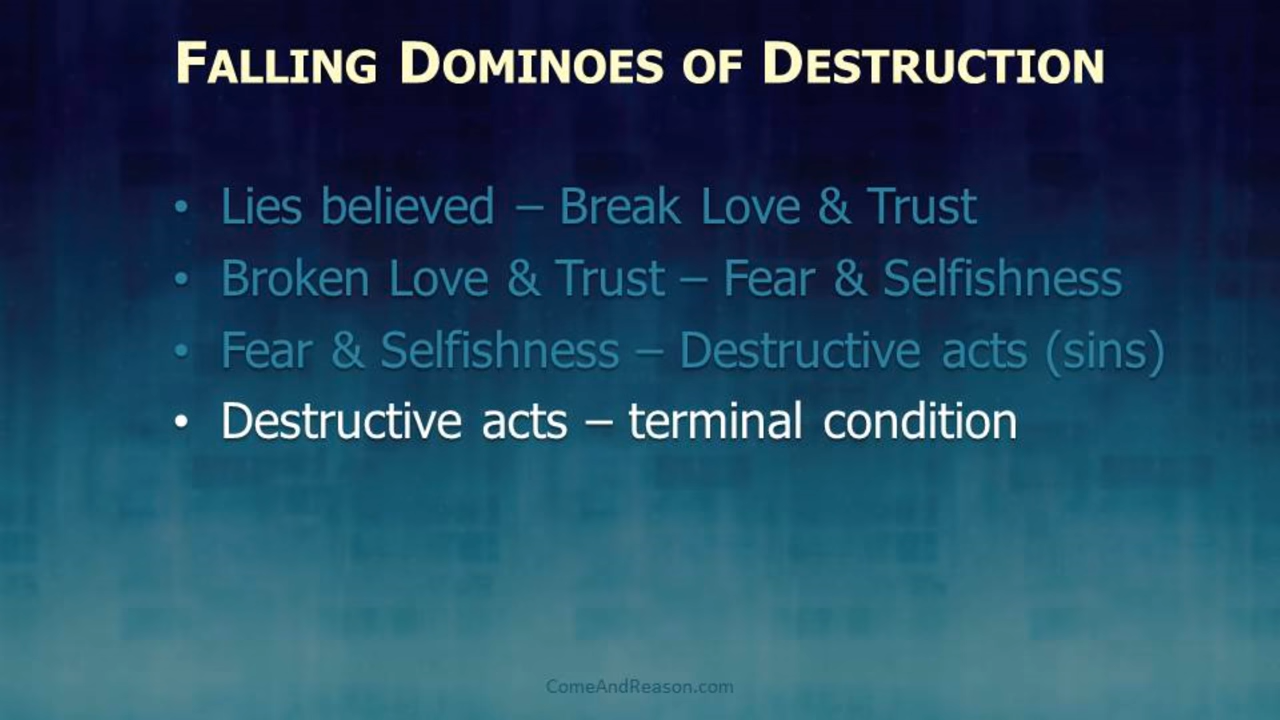 FALLING DOMINOES OF DESTRUCTION
• Lies believed – Break Love & Trust
• Broken Love & Trust – Fear & Selfishness
• Fear & Selfishness – Destructive acts (sins)
• Destructive acts – terminal condition
ComeAndReason.com